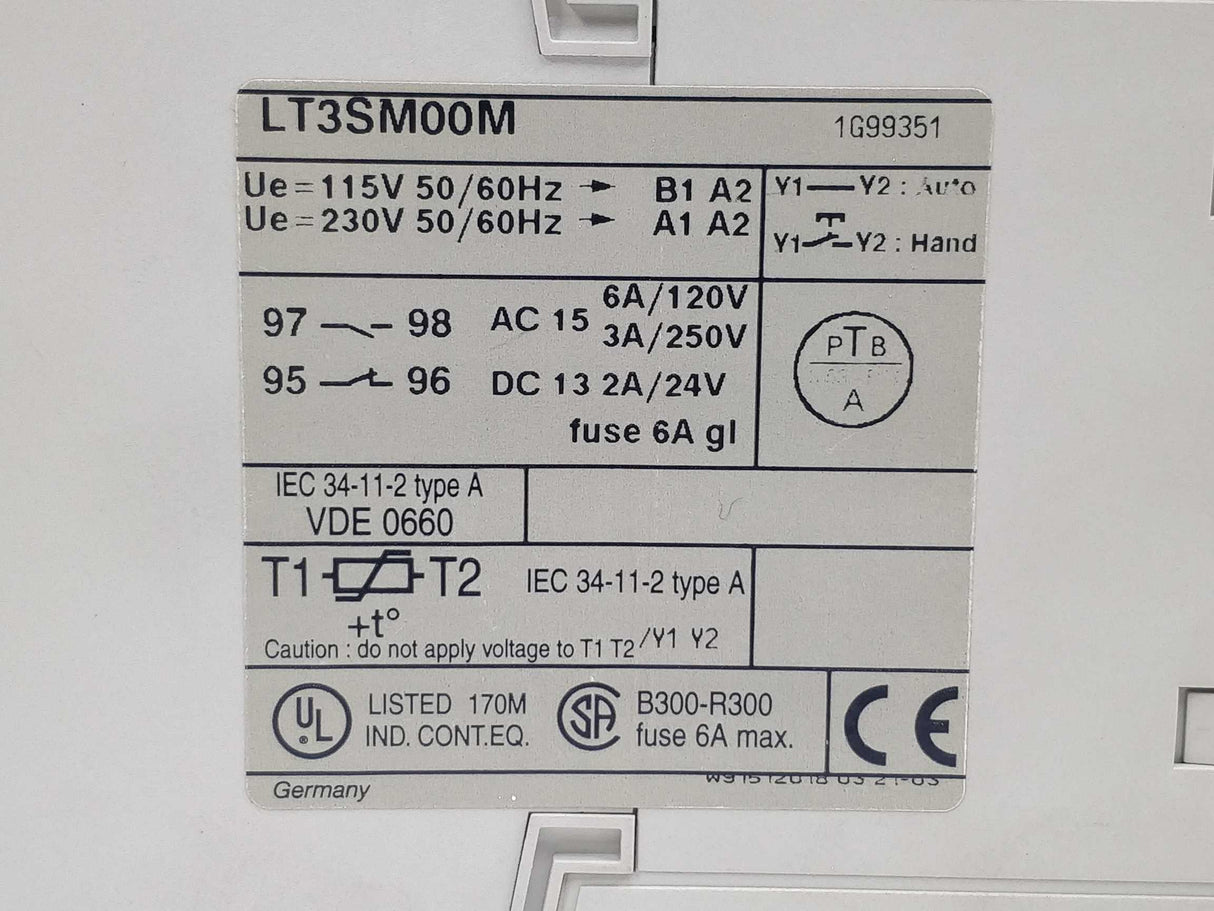 LT3SM00M 1G99351
Ue=115V 50/60Hz → B1 A2
Ue=230V 50/60Hz → A1 A2
Y1 Y2 : Auto
Y1 Y2 : Hand
97 98 AC 15 6A/120V
3A/250V
95 96 DC 13 2A/24V
fuse 6A gl
PTB
A
IEC 34-11-2 type A
VDE 0660
T1 T2 IEC 34-11-2 type A
+t°
Caution : do not apply voltage to T1 T2/Y1 Y2
UL LISTED 170M
IND. CONT.EQ.
SA B300-R300
fuse 6A max.
CE
Germany